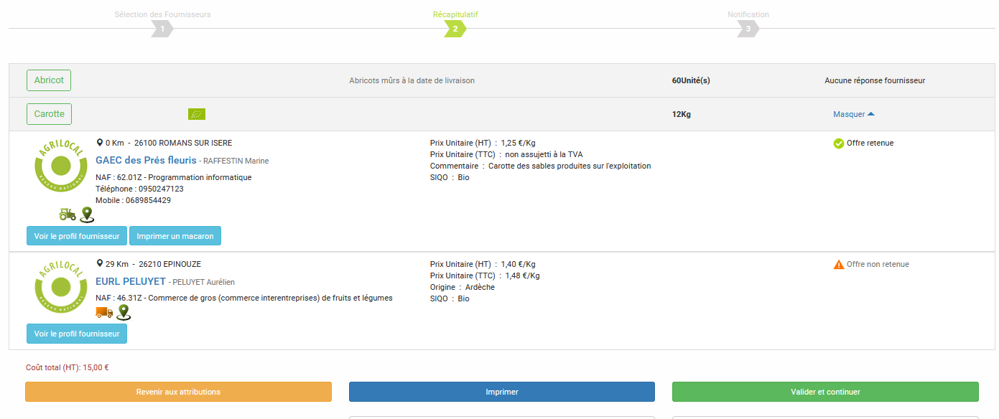 Sélection des Fournisseurs
Récapitulatif
Notification
1
2
3
Abricot
Abricots mûrs à la date de livraison
60Unité(s)
Aucune réponse fournisseur
Carotte
12Kg
Masquer
AGRILOCAL
RÉSEAU NATIONAL
0 Km - 26100 ROMANS SUR ISERE
GAEC des Prés fleuris - RAFFESTIN Marine
NAF : 62.01Z - Programmation informatique
Téléphone : 0950247123
Mobile : 0689854429
Prix Unitaire (HT) : 1,25 €/Kg
Prix Unitaire (TTC) : non assujetti à la TVA
Commentaire : Carotte des sables produites sur l'exploitation
SIQO : Bio
Offre retenue
Voir le profil fournisseur
Imprimer un macaron
AGRILOCAL
RÉSEAU NATIONAL
29 Km - 26210 EPINOUZE
EURL PELUYET - PELUYET Aurélien
NAF : 46.31Z - Commerce de gros (commerce interentreprises) de fruits et légumes
Prix Unitaire (HT) : 1,40 €/Kg
Prix Unitaire (TTC) : 1,48 €/Kg
Origine : Ardèche
SIQO : Bio
Offre non retenue
Voir le profil fournisseur
Coût total (HT): 15,00 €
Revenir aux attributions
Imprimer
Valider et continuer